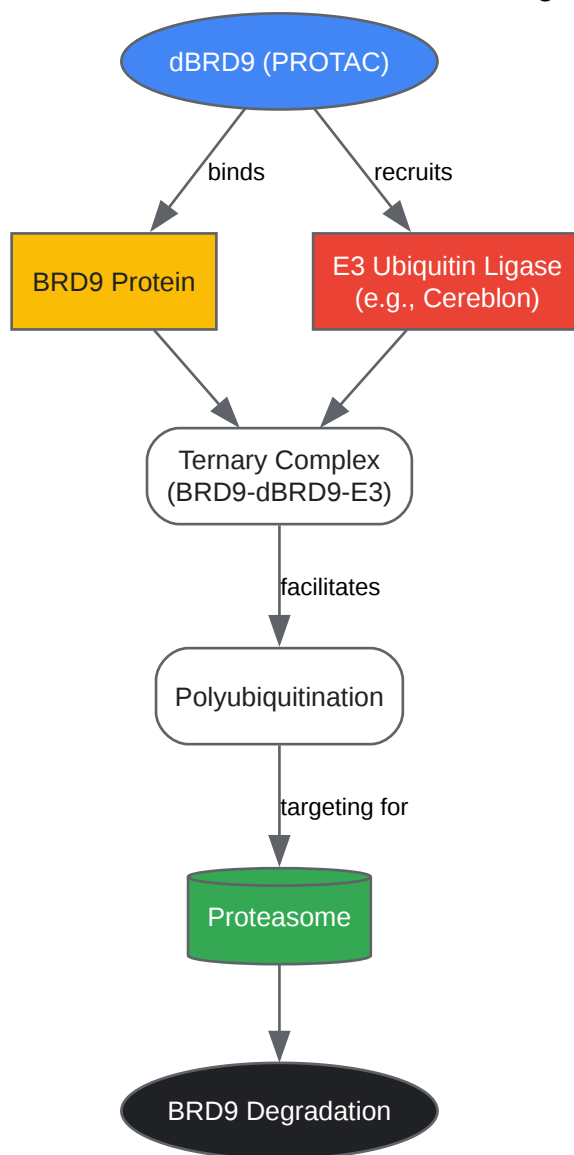 dBRD9 (PROTAC)
binds
recruits
BRD9 Protein
E3 Ubiquitin Ligase
(e.g., Cereblon)
Ternary Complex
(BRD9-dBRD9-E3)
facilitates
Polyubiquitination
targeting for
Proteasome
BRD9 Degradation